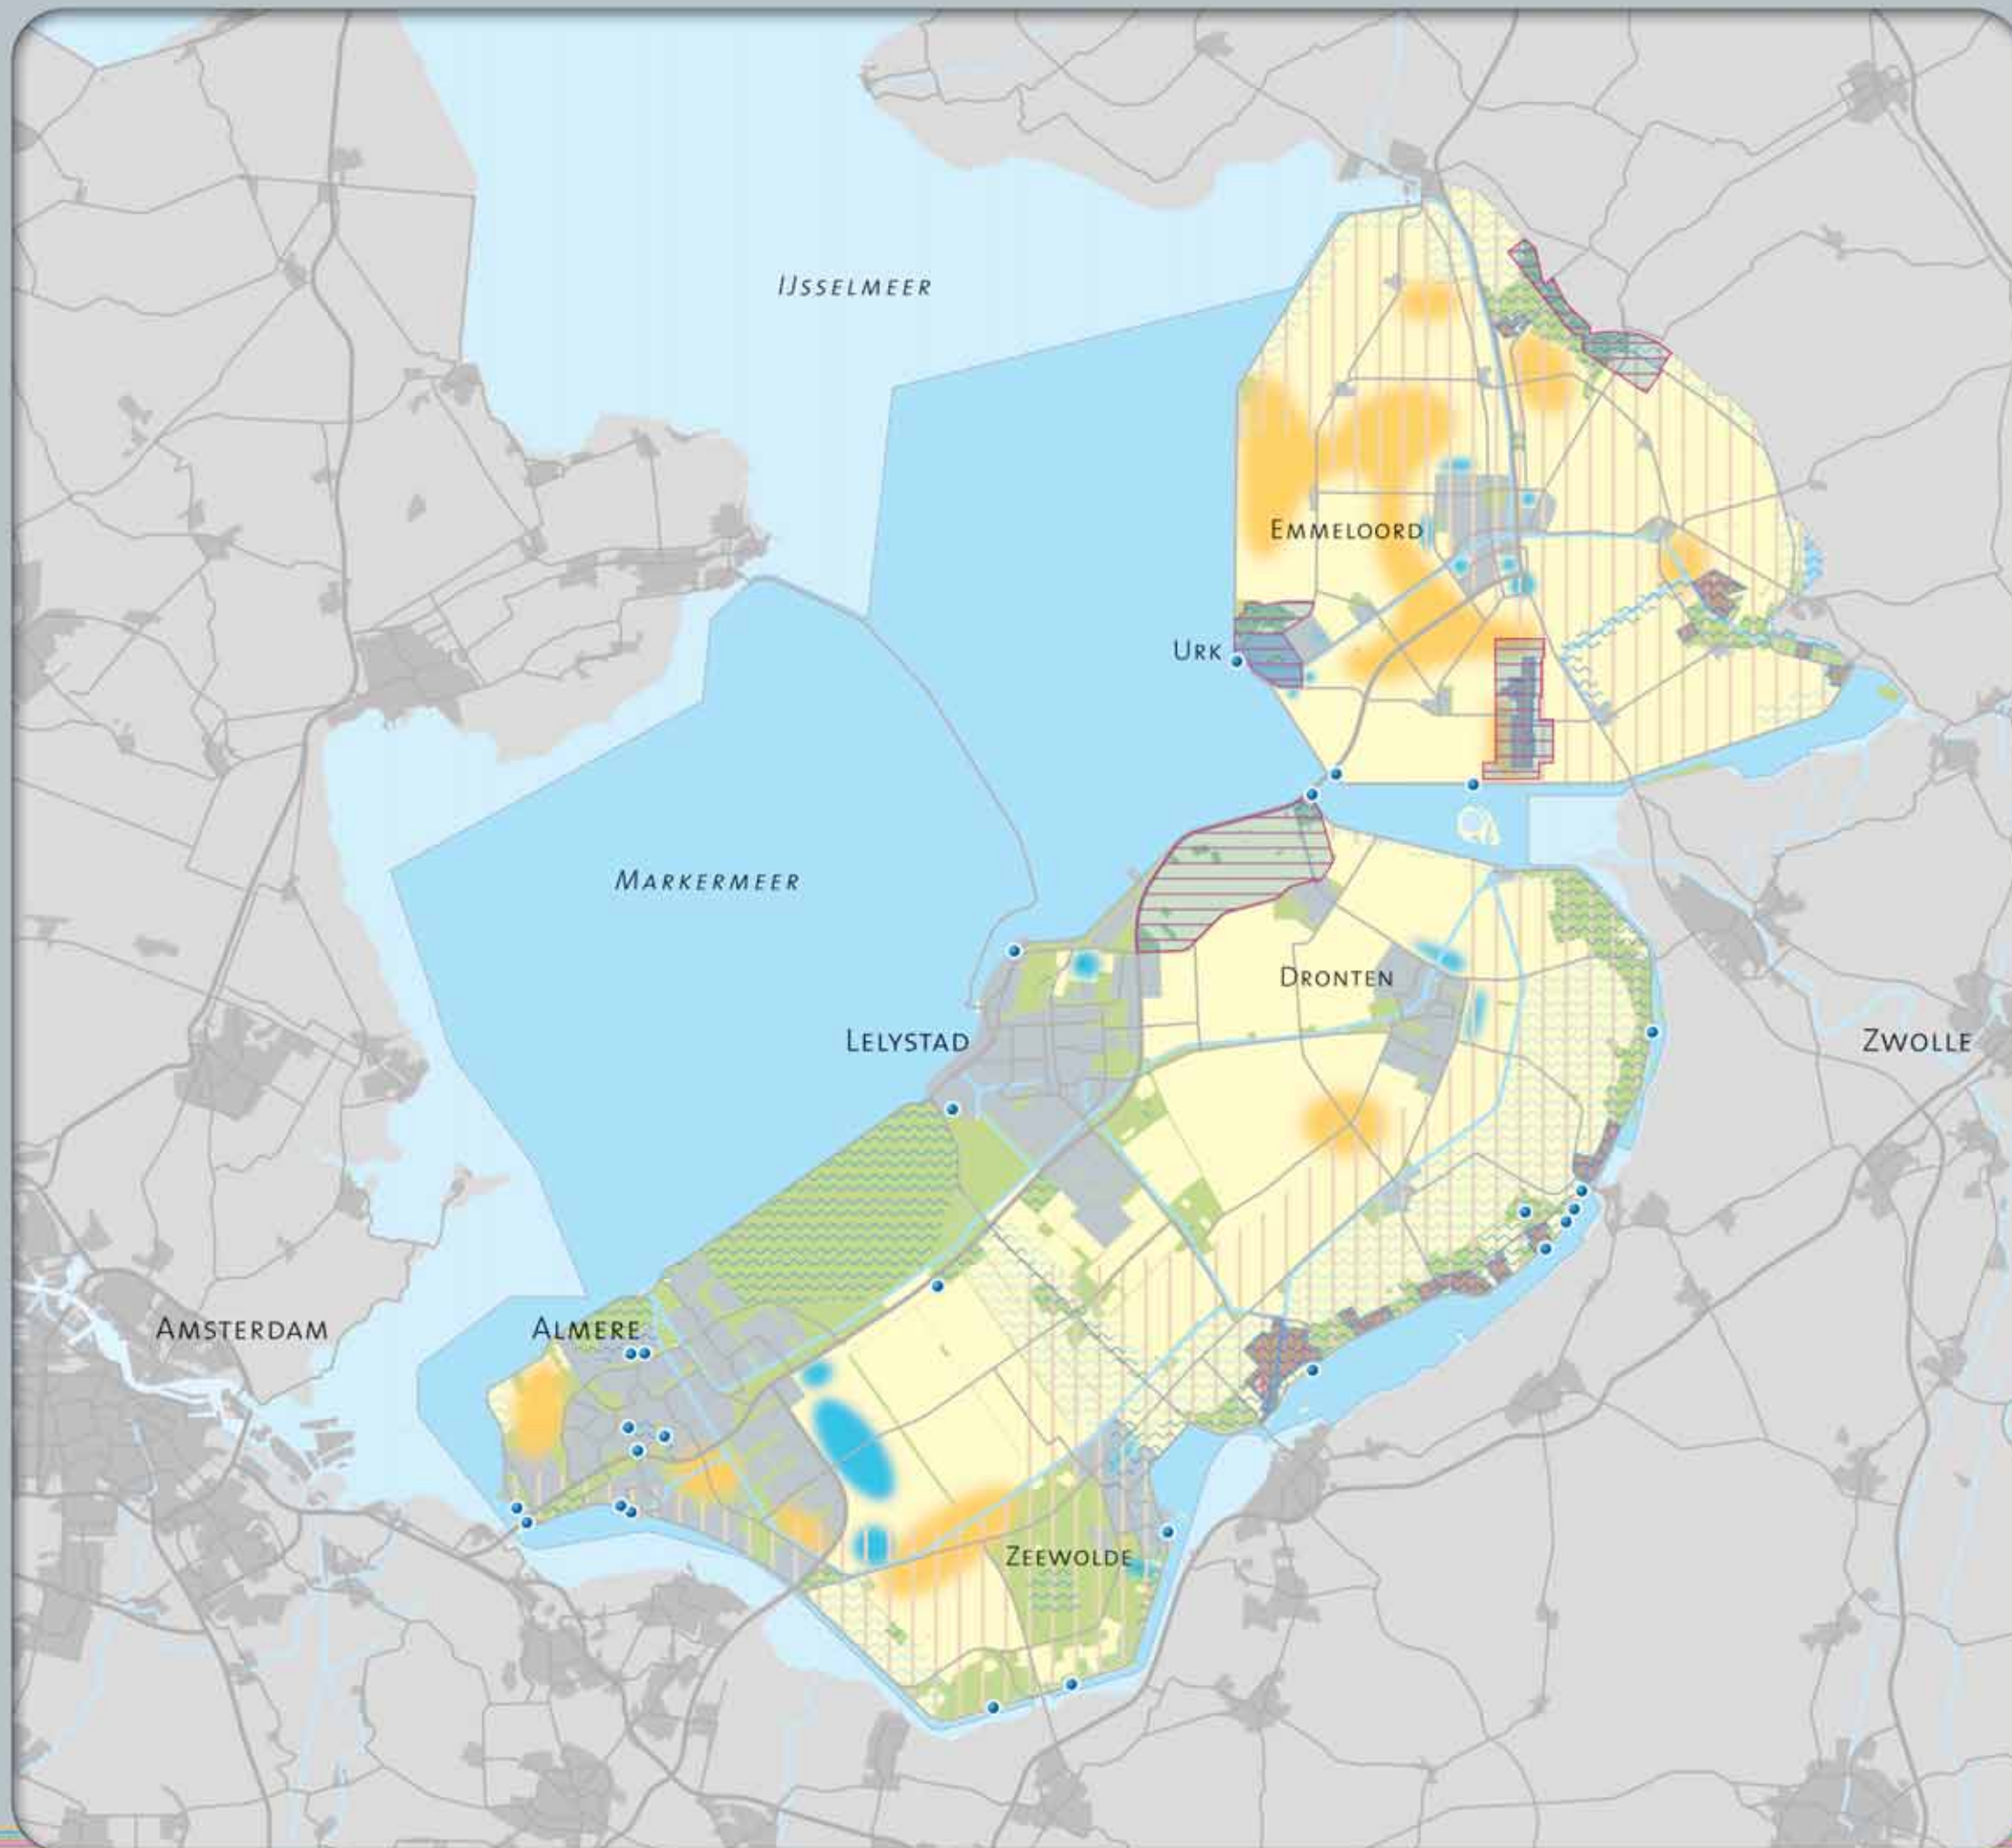 IJSSELMEER
EMMELOORD
URK
MARKERMEER
DRONTEN
LELYSTAD
ZWOLLE
AMSTERDAM
ALMERE
ZEEWOLDE